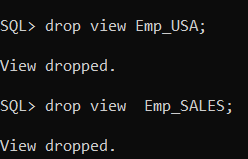 SQL> drop view Emp_USA;
View dropped.
SQL> drop view  Emp_SALES;
View dropped.